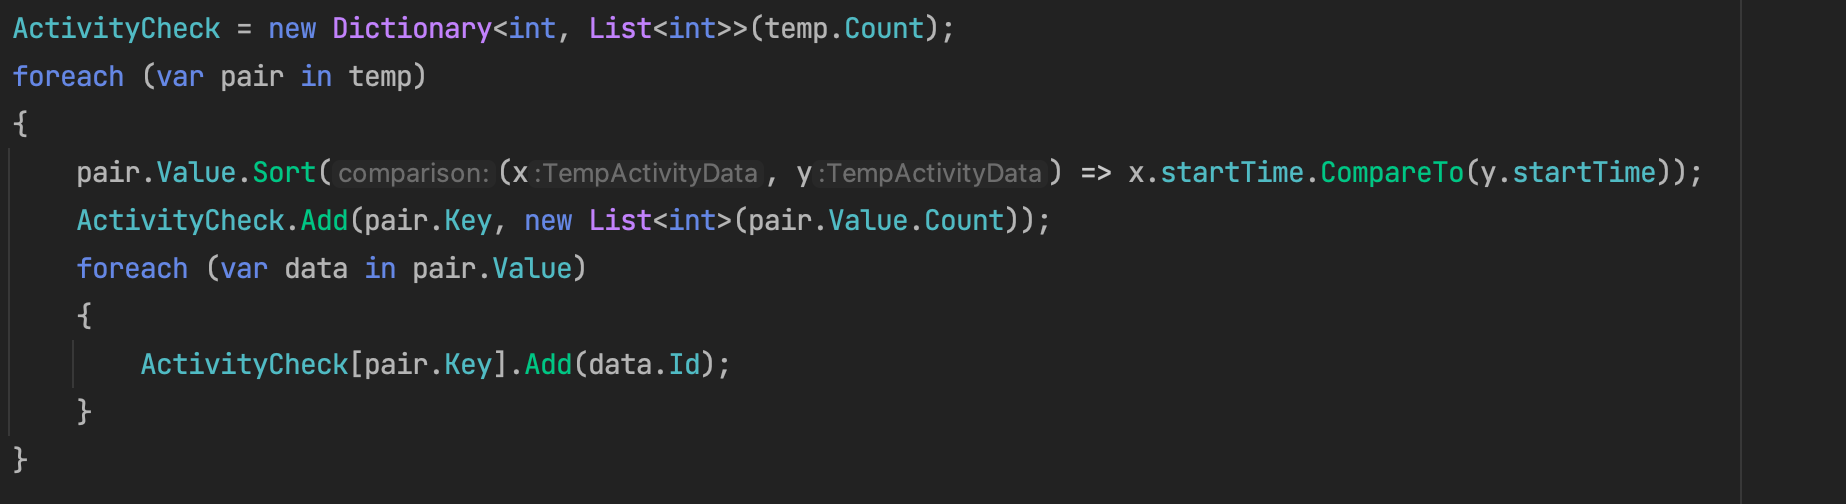 ActivityCheck = new Dictionary<int, List<int>>(temp.Count);
foreach (var pair in temp)
{
    pair.Value.Sort(comparison:(x:TempActivityData, y:TempActivityData) => x.startTime.CompareTo(y.startTime));
    ActivityCheck.Add(pair.Key, new List<int>(pair.Value.Count));
    foreach (var data in pair.Value)
    {
        ActivityCheck[pair.Key].Add(data.Id);
    }
}